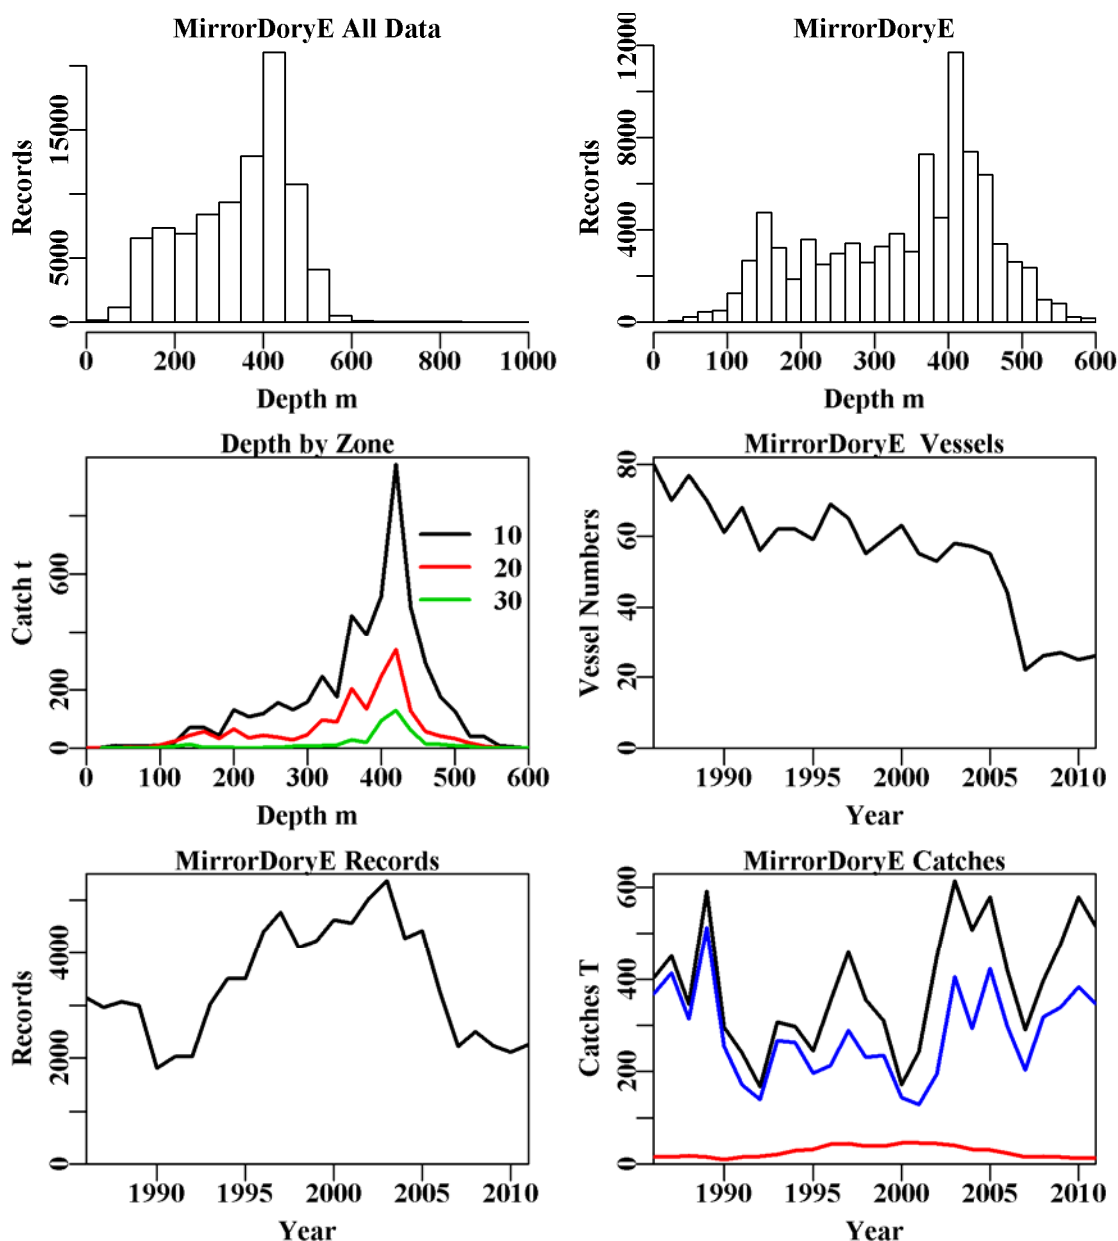 MirrorDoryE All Data
Records
0 5000 15000
0 200 400 600 800 1000
Depth m
MirrorDoryE
Records
0 4000 8000 12000
0 100 200 300 400 500 600
Depth m
Depth by Zone
Catch t
0 200 600
10
20
30
0 100 200 300 400 500 600
Depth m
MirrorDoryE Vessels
Vessel Numbers
0 20 40 60 80
1990 1995 2000 2005 2010
Year
MirrorDoryE Records
Records
0 2000 4000
1990 1995 2000 2005 2010
Year
MirrorDoryE Catches
Catches T
0 200 400 600
1990 1995 2000 2005 2010
Year